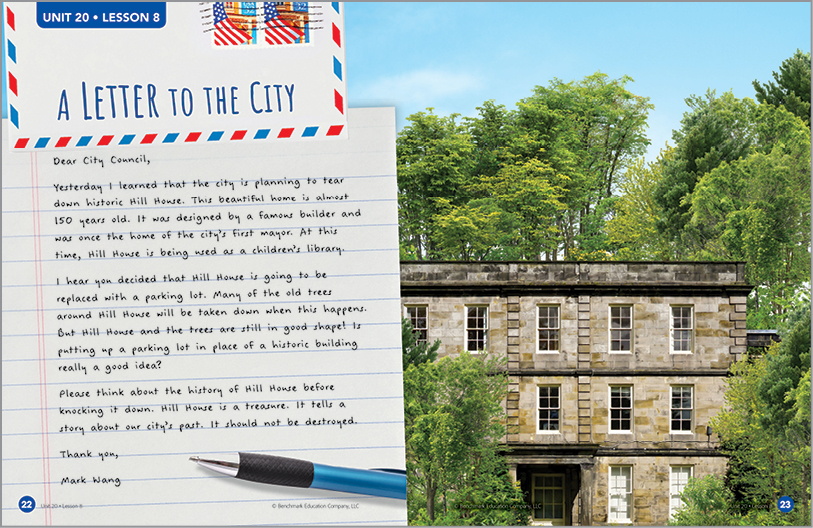 UNIT 20 • LESSON 8
A LETTER TO THE CITY
Dear City Council,
Yesterday I learned that the city is planning to tear
down historic Hill House. This beautiful home is almost
150 years old. It was designed by a famous builder and
was once the home of the city's first mayor. At this
time, Hill House is being used as a children's library.
I hear you decided that Hill House is going to be
replaced with a parking lot. Many of the old trees
around Hill House will be taken down when this happens.
But Hill House and the trees are still in good shape! Is
putting up a parking lot in place of a historic building
really a good idea?
Please think about the history of Hill House before
knocking it down. Hill House is a treasure. It tells a
story about our city's past. It should not be destroyed.
Thank you,
Mark Wang
22 Unit 20 • Lesson 8
© Benchmark Education Company, LLC
© Benchmark Education Company, LLC
Unit 20 • Lesson 23